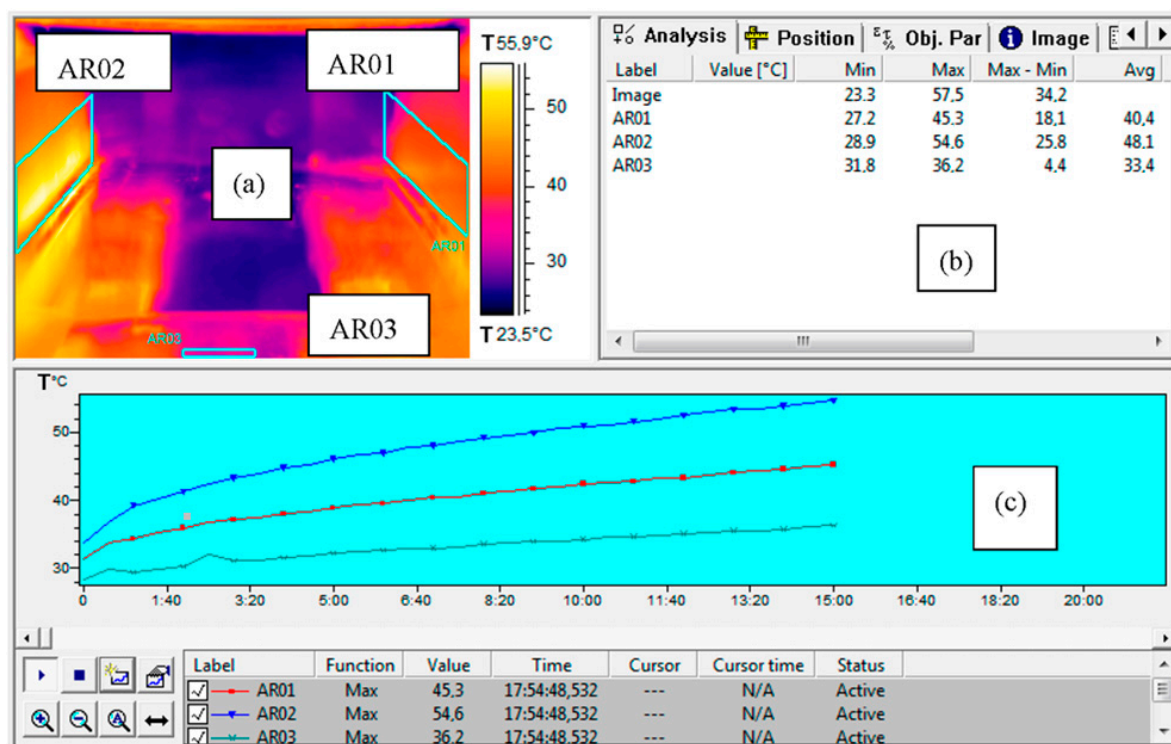 AR02
AR01
(a)
AR01
AR03
AR03
T 55,9°C
50
40
30
T 23,5°C
Analysis Position Obj. Par Image
Label Value [°C] Min Max Max - Min Avg
Image 23.3 57,5 34,2
AR01 27.2 45.3 18,1 40,4
AR02 28.9 54.6 25.8 48,1
AR03 31.8 36,2 4.4 33,4
(b)
T°C
50
40
30
(c)
0 1:40 3:20 5:00 6:40 8:20 10:00 11:40 13:20 15:00 16:40 18:20 20:00
Label Function Value Time Cursor Cursor time Status
AR01 Max 45,3 17:54:48,532 --- N/A Active
AR02 Max 54,6 17:54:48,532 --- N/A Active
AR03 Max 36,2 17:54:48,532 --- N/A Active